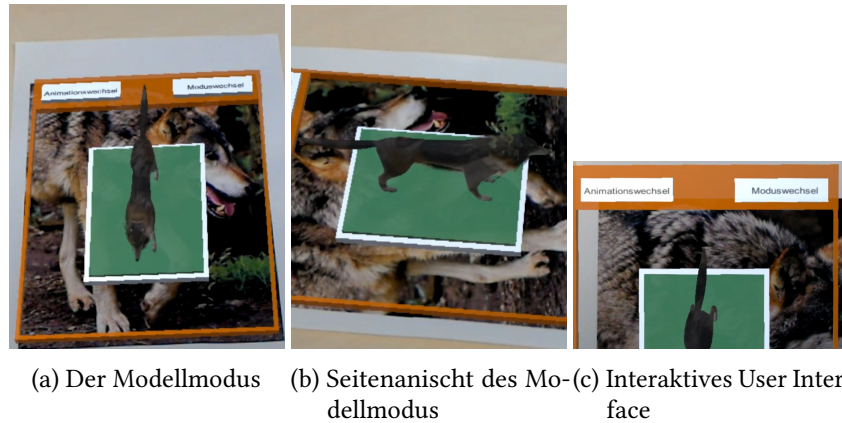 Animationswechsel Moduswechsel
Animationswechsel Moduswechsel
(a) Der Modellmodus
(b) Seitenanischt des Mo-
dellmodus
(c) Interaktives User Inter
face